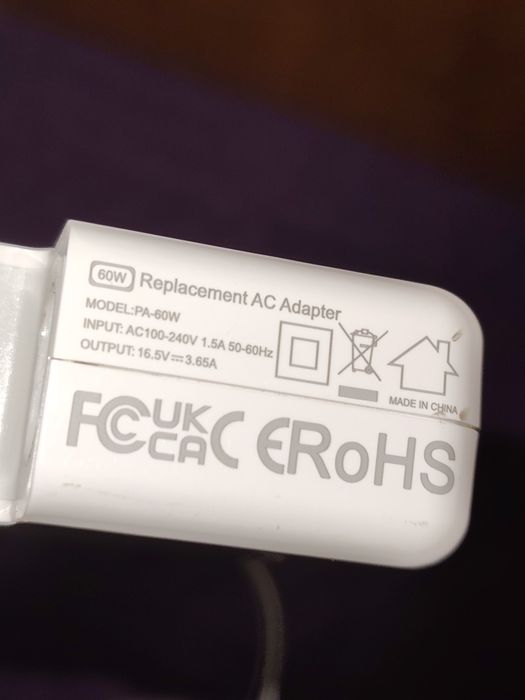 60W Replacement AC Adapter
MODEL:PA-60W
INPUT: AC100-240V 1.5A 50-60Hz
OUTPUT: 16.5V⎓3.65A
MADE IN CHINA
FC UK CA CE RoHS